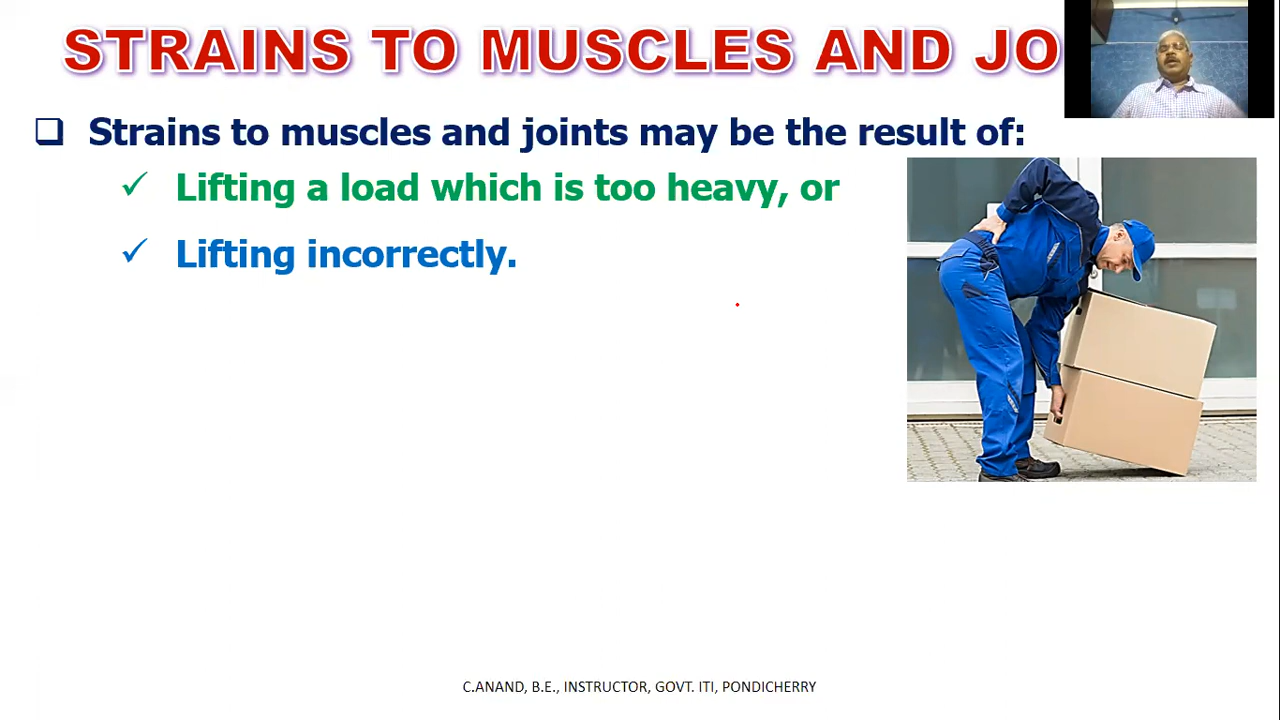 STRAINS TO MUSCLES AND JO
Strains to muscles and joints may be the result of:
Lifting a load which is too heavy, or
Lifting incorrectly.
C.ANAND, B.E., INSTRUCTOR, GOVT. ITI, PONDICHERRY